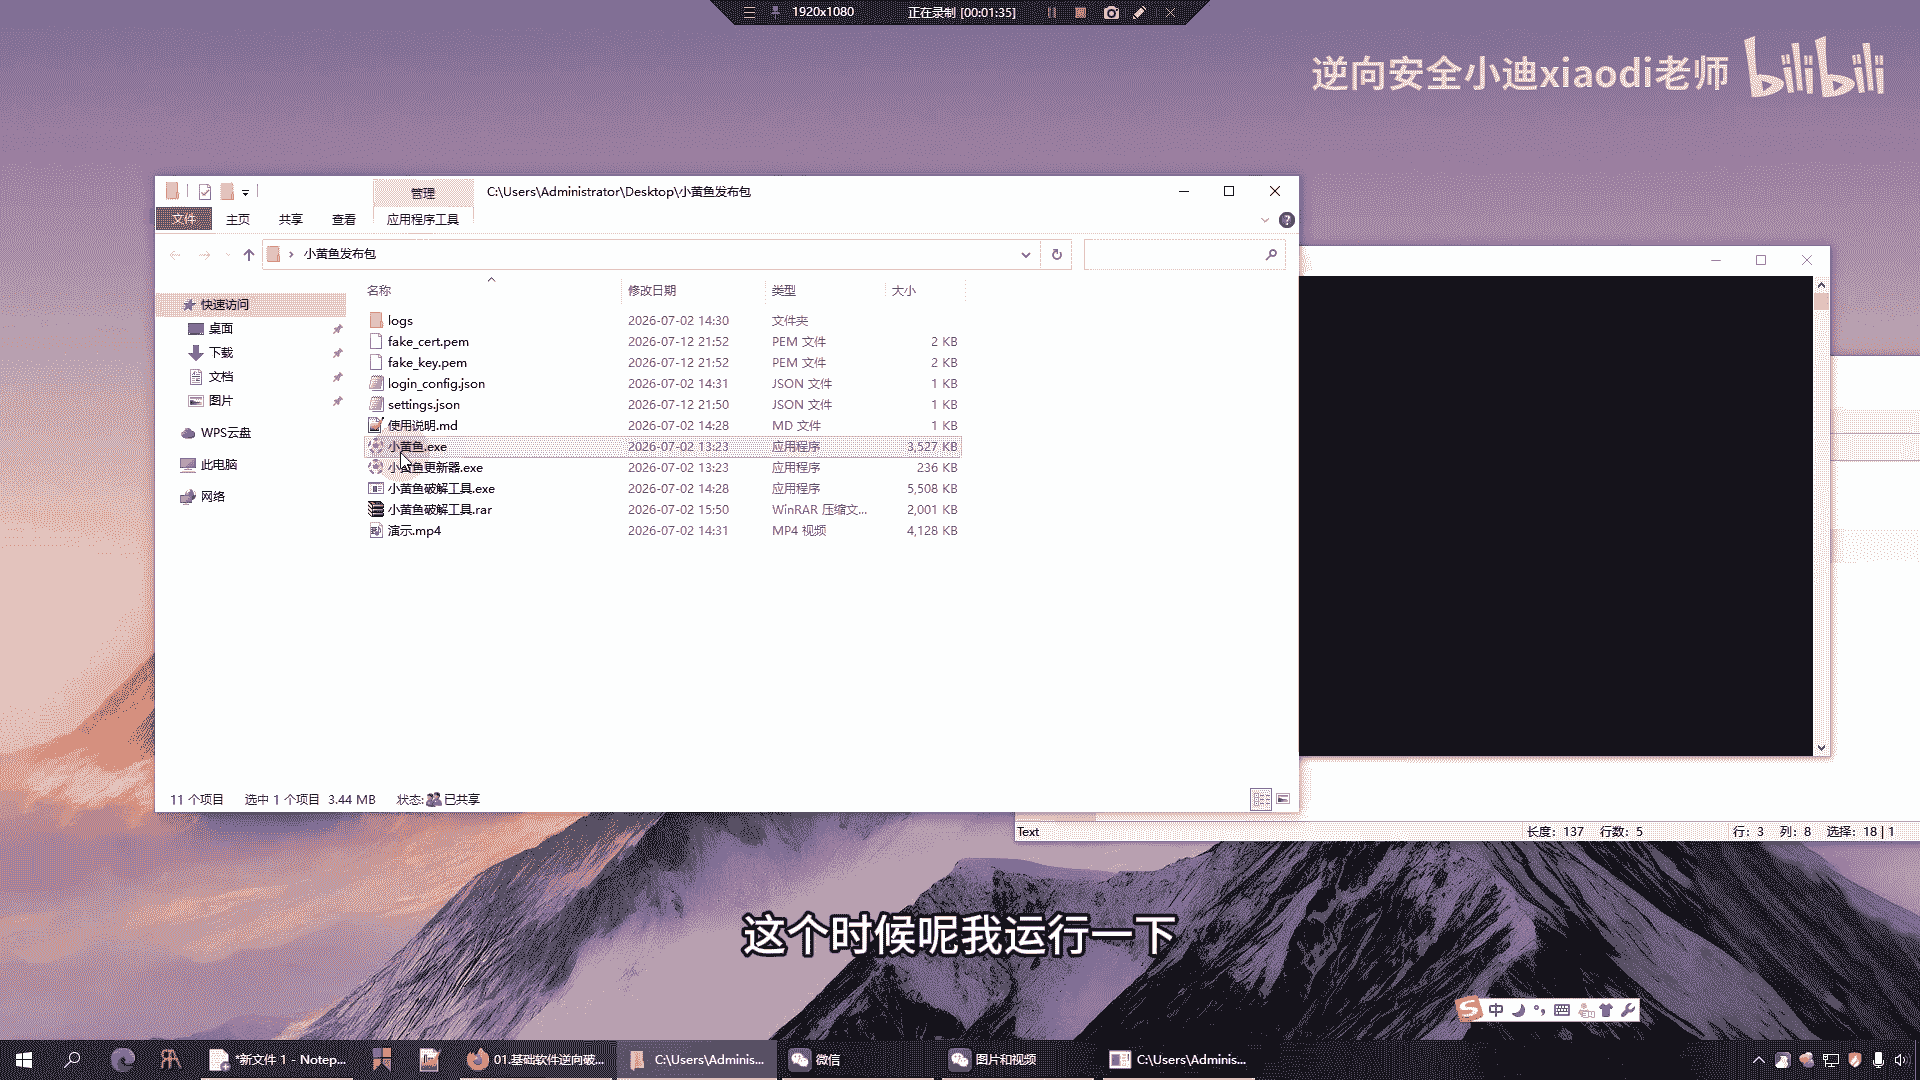 1920x1080 正在录制 [00:01:35]
逆向安全小迪xiaodi老师 bilibili
管理 C:\Users\Administrator\Desktop\小黄鱼发布包
文件 主页 共享 查看 应用程序工具
小黄鱼发布包
名称 修改日期 类型 大小
快速访问
桌面
下载
文档
图片
WPS云盘
此电脑
网络
logs 2026-07-02 14:30 文件夹
fake_cert.pem 2026-07-12 21:52 PEM 文件 2 KB
fake_key.pem 2026-07-12 21:52 PEM 文件 2 KB
login_config.json 2026-07-02 14:31 JSON 文件 1 KB
settings.json 2026-07-12 21:50 JSON 文件 1 KB
使用说明.md 2026-07-02 14:28 MD 文件 1 KB
小黄鱼.exe 2026-07-02 13:23 应用程序 3,527 KB
小黄鱼更新器.exe 2026-07-02 13:23 应用程序 236 KB
小黄鱼破解工具.exe 2026-07-02 14:28 应用程序 5,508 KB
小黄鱼破解工具.rar 2026-07-02 15:50 WinRAR 压缩文... 2,001 KB
演示.mp4 2026-07-02 14:31 MP4 视频 4,128 KB
11 个项目 选中 1 个项目 3.44 MB 状态: 已共享
Text 长度: 137 行数: 5 行: 3 列: 8 选择: 18 | 1
这个时候呢我运行一下
中
*新文件 1 - Notep... 01.基础软件逆向破... C:\Users\Adminis... 微信 图片和视频 C:\Users\Adminis...